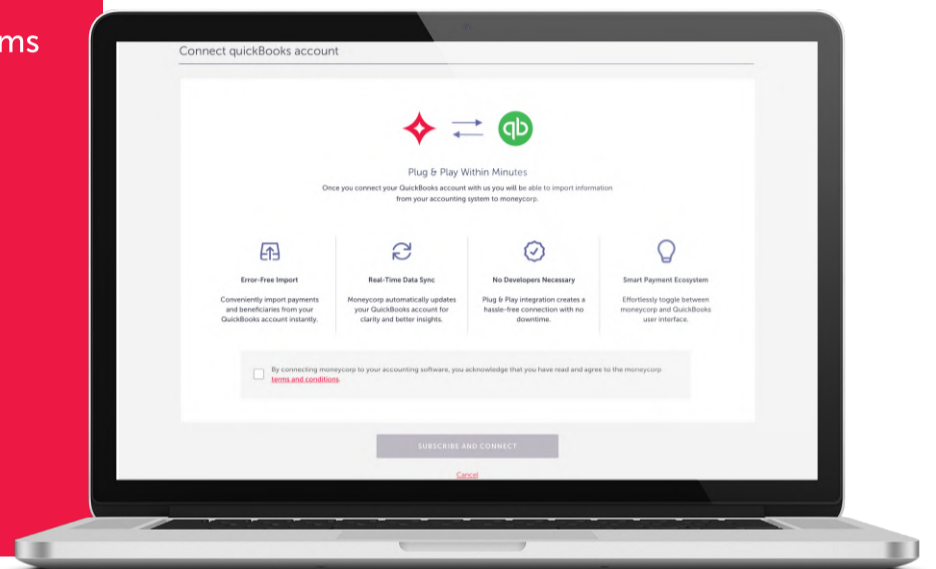 ms
Connect quickBooks account
qb
Plug & Play Within Minutes
Once you connect your QuickBooks account with us you will be able to import information
from your accounting system to moneycorp.
Error-Free Import
Conveniently import payments
and beneficiaries from your
QuickBooks account instantly.
Real-Time Data Sync
Moneycorp automatically updates
your QuickBooks account for
clarity and better insights.
No Developers Necessary
Plug & Play integration creates a
hassle-free connection with no
downtime.
Smart Payment Ecosystem
Effortlessly toggle between
moneycorp and QuickBooks
user interface.
By connecting moneycorp to your accounting software, you acknowledge that you have read and agree to the moneycorp
terms and conditions.
SUBSCRIBE AND CONNECT
Cancel